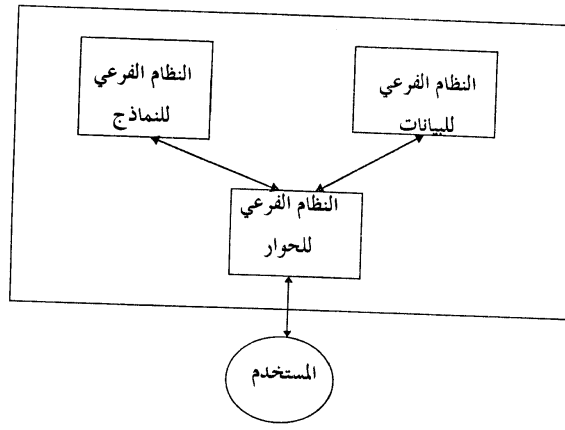 النظام الفرعي
للبيانات
النظام الفرعي
للنماذج
النظام الفرعي
للحوار
المستخدم